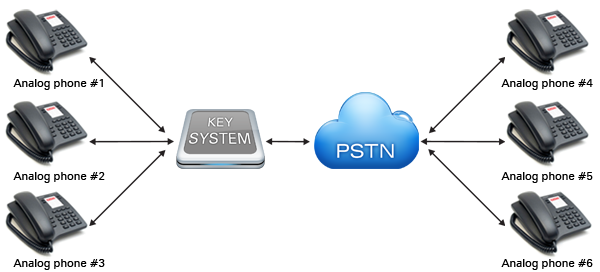 Analog phone #1
Analog phone #2
Analog phone #3
KEY
SYSTEM
PSTN
Analog phone #4
Analog phone #5
Analog phone #6